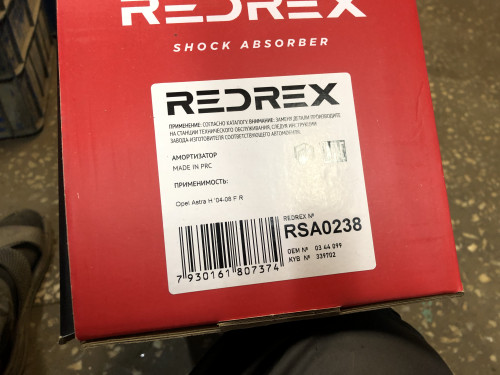 REDREX
SHOCK ABSORBER
REDREX
ПРИМЕНЕНИЕ: СОГЛАСНО КАТАЛОГУ ВНИМАНИЕ: ЗАМЕНУ ДЕТАЛИ ПРОИЗВОДИТЕ
НА СТАНЦИИ ТЕХНИЧЕСКОГО ОБСЛУЖИВАНИЯ, СЛЕДУЯ ИНСТРУКЦИЯМ
ЗАВОДА-ИЗГОТОВИТЕЛЯ СООТВЕТСТВУЮЩЕГО АВТОМОБИЛЯ.
АМОРТИЗАТОР
MADE IN PRC
ПРИМЕНИМОСТЬ:
Opel Astra H '04-08 F R
REDREX №
RSA0238
OEM № 03 44 099
KYB № 339702
7 930161 807374